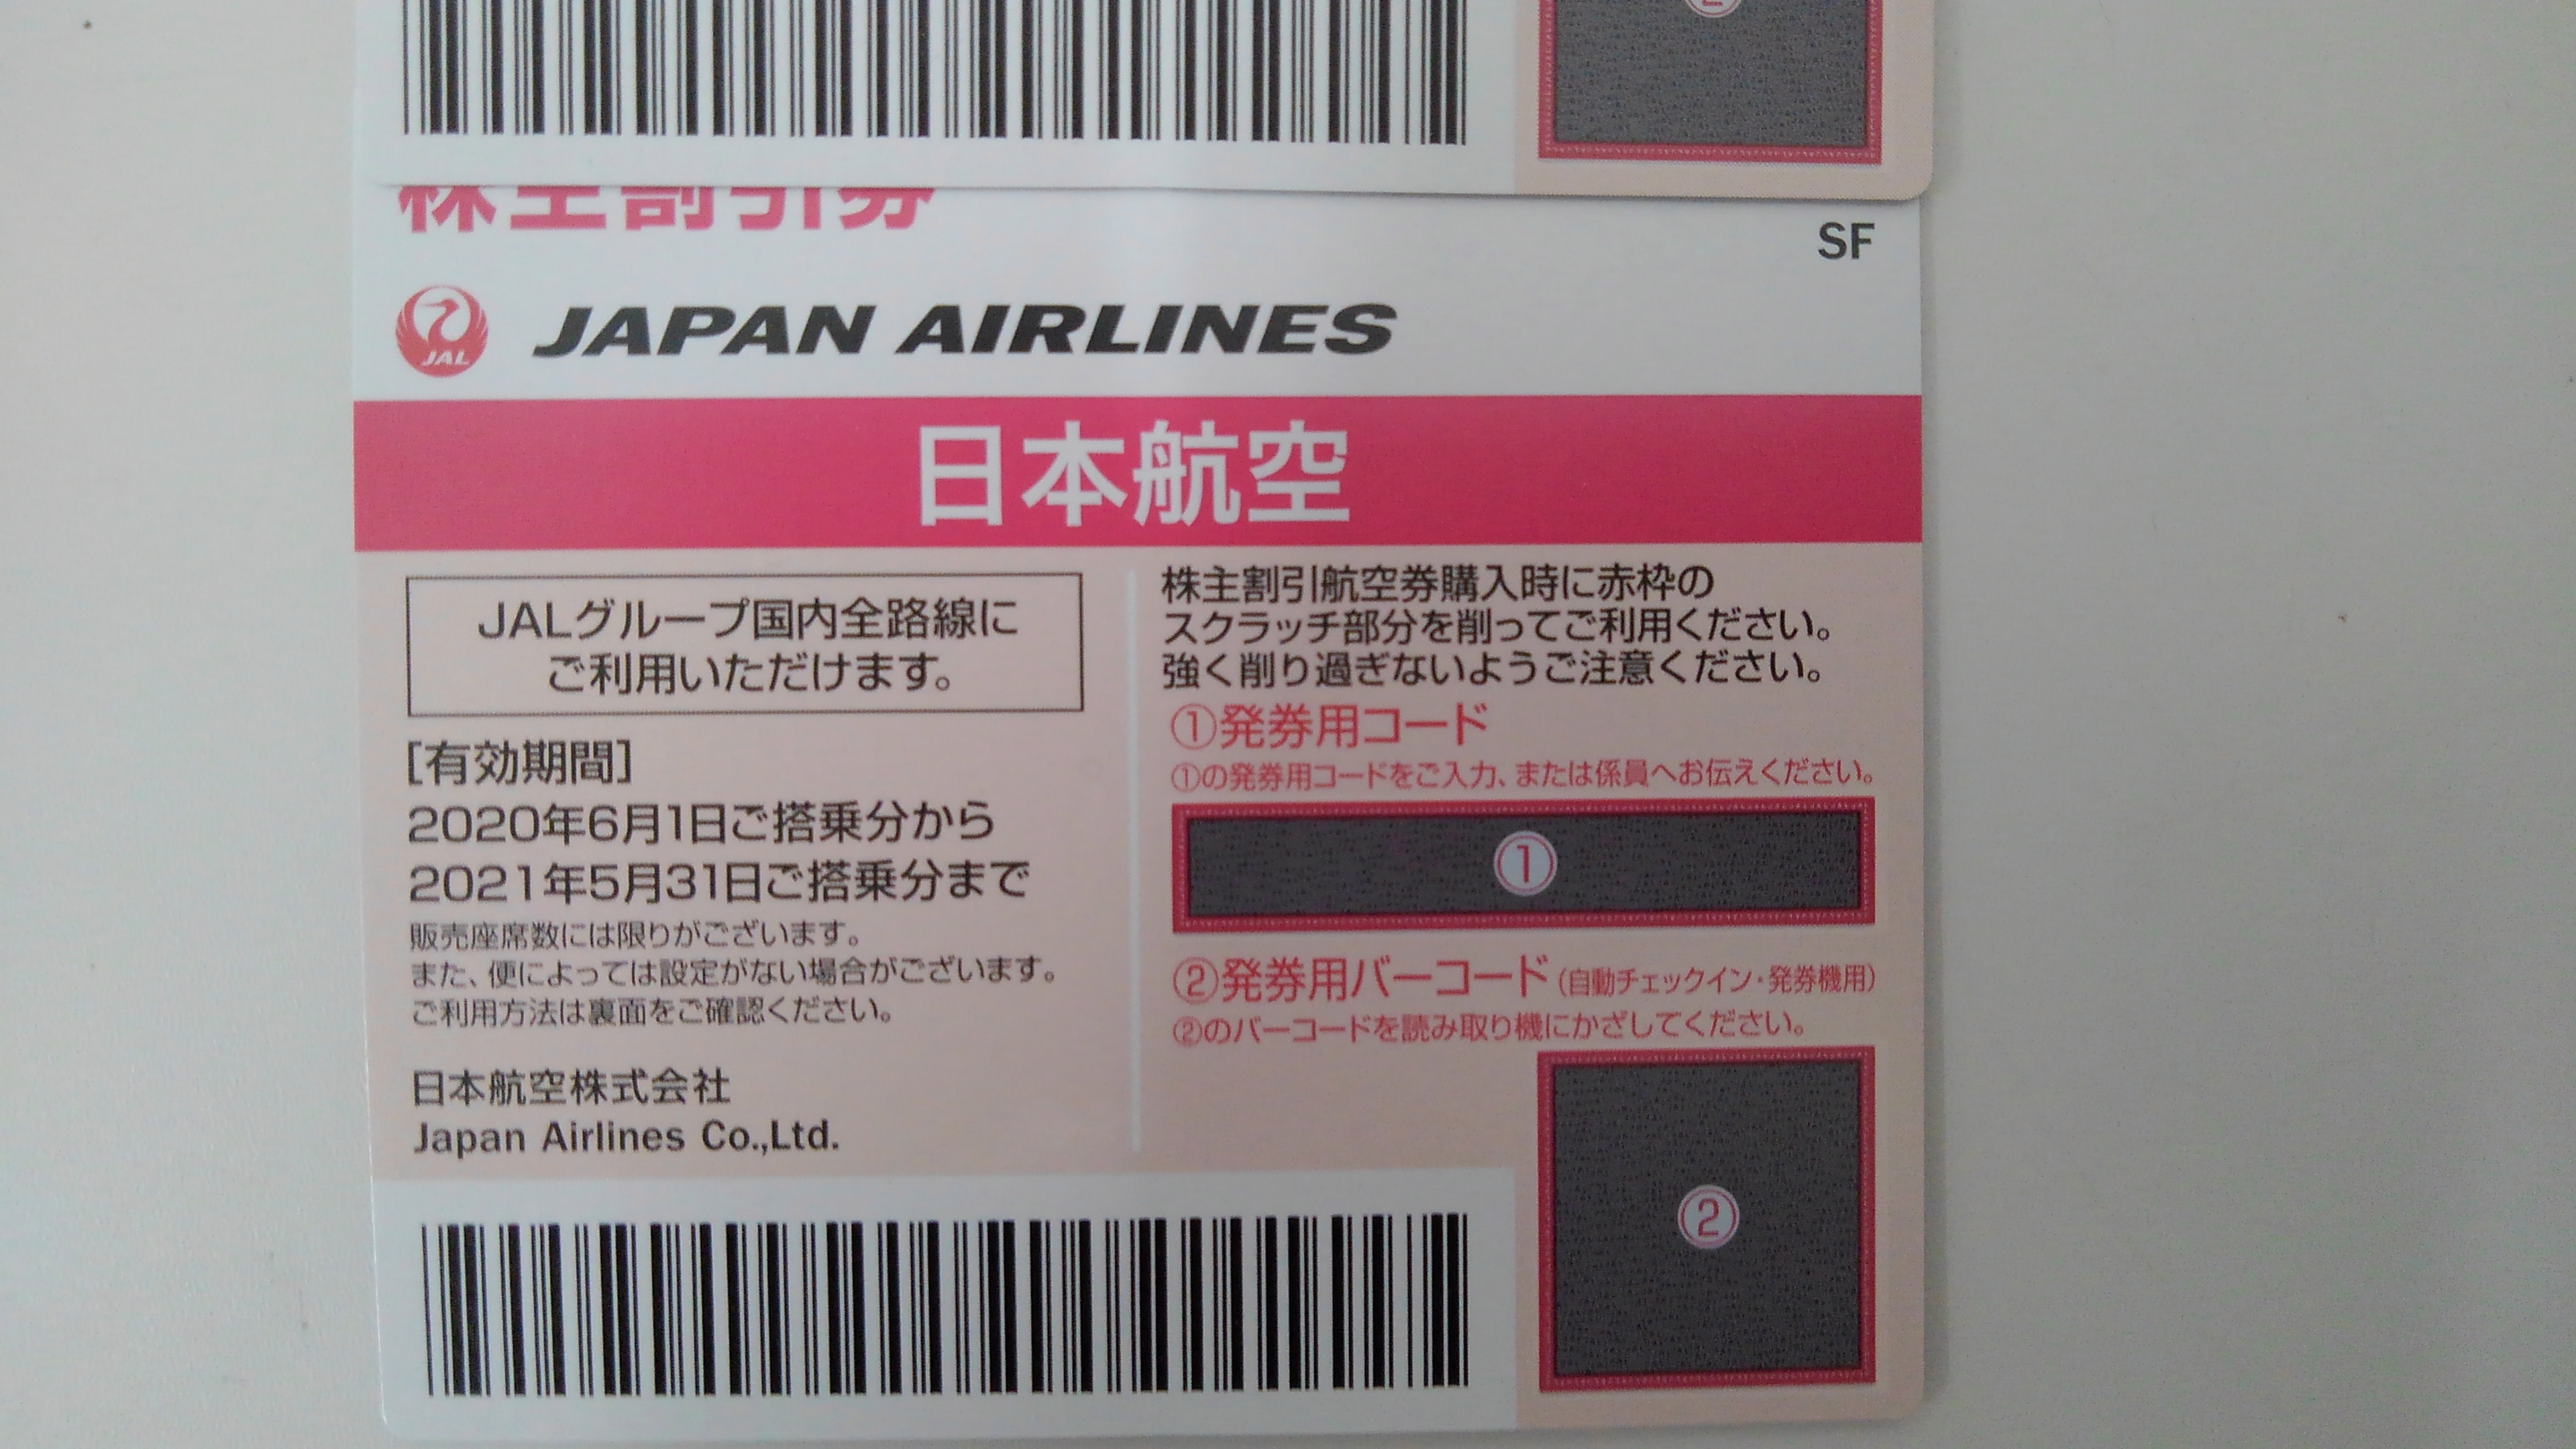 ②
株主割引券
SF
JAL
JAPAN AIRLINES
日本航空
JALグループ国内全路線に
ご利用いただけます。
[有効期間]
2020年6月1日ご搭乗分から
2021年5月31日ご搭乗分まで
販売座席数には限りがございます。
また、便によっては設定がない場合がございます。
ご利用方法は裏面をご確認ください。
日本航空株式会社
Japan Airlines Co.,Ltd.
株主割引航空券購入時に赤枠の
スクラッチ部分を削ってご利用ください。
強く削り過ぎないようご注意ください。
①発券用コード
①の発券用コードをご入力、または係員へお伝えください。
①
②発券用バーコード(自動チェックイン・発券機用)
②のバーコードを読み取り機にかざしてください。
②